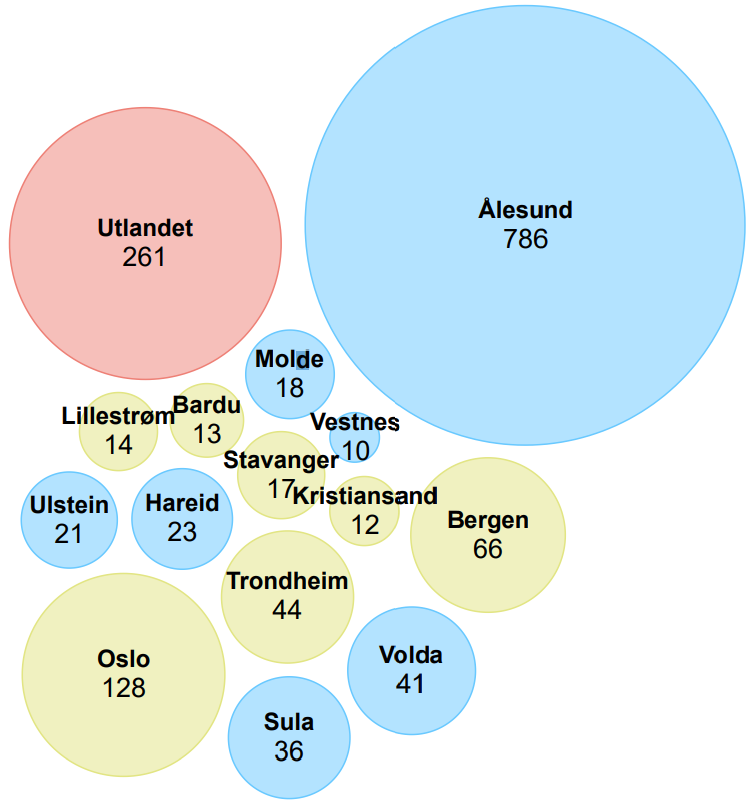 Ålesund
786
Utlandet
261
Molde
18
Bardu
13
Lillestrøm
14
Vestnes
10
Stavanger
17
Kristiansand
12
Ulstein
21
Hareid
23
Bergen
66
Trondheim
44
Oslo
128
Volda
41
Sula
36